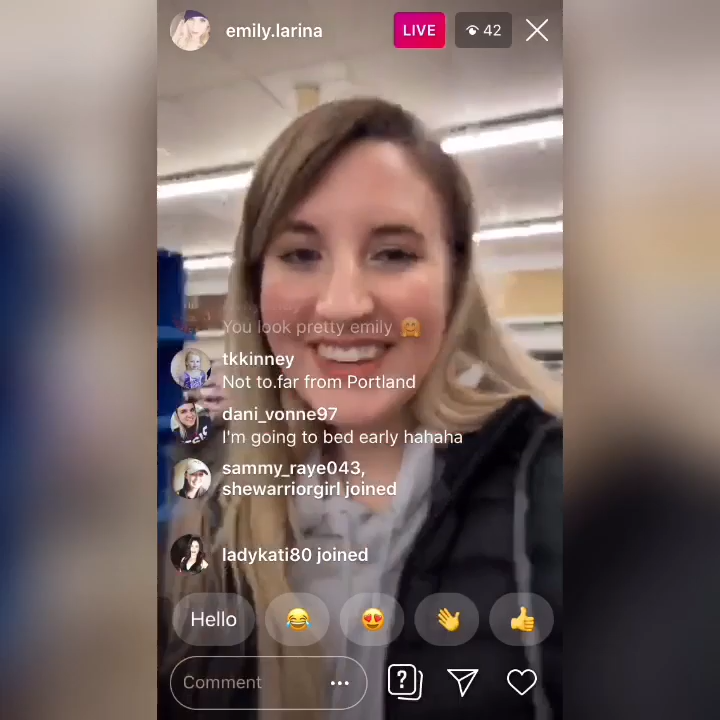 emily.larina
LIVE
42
You look pretty emily 🤗
tkkinney
Not to.far from Portland
dani_vonne97
I'm going to bed early hahaha
sammy_raye043,
shewarriorgirl joined
ladykati80 joined
Hello 😂 😍 👋 👍
Comment
?